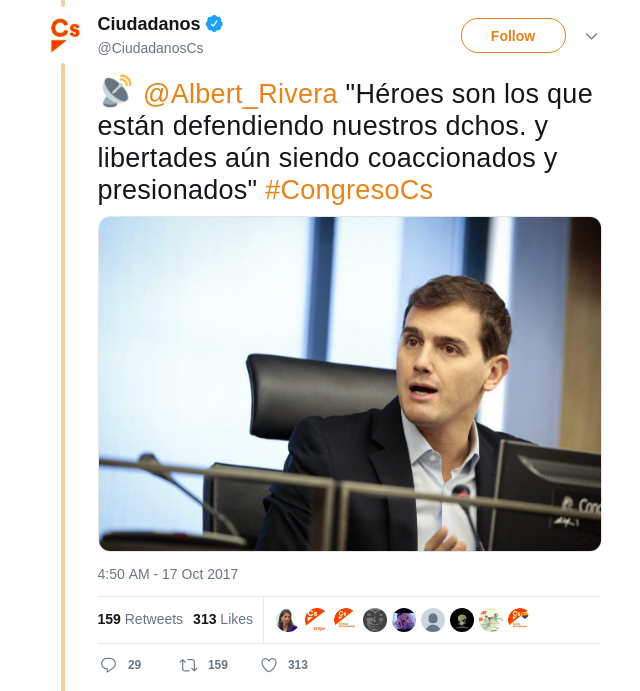 Cs
Ciudadanos
@CiudadanosCs
Follow
@Albert_Rivera "Héroes son los que
están defendiendo nuestros dchos. y
libertades aún siendo coaccionados y
presionados" #CongresoCs
4:50 AM - 17 Oct 2017
159 Retweets 313 Likes
29 159 313